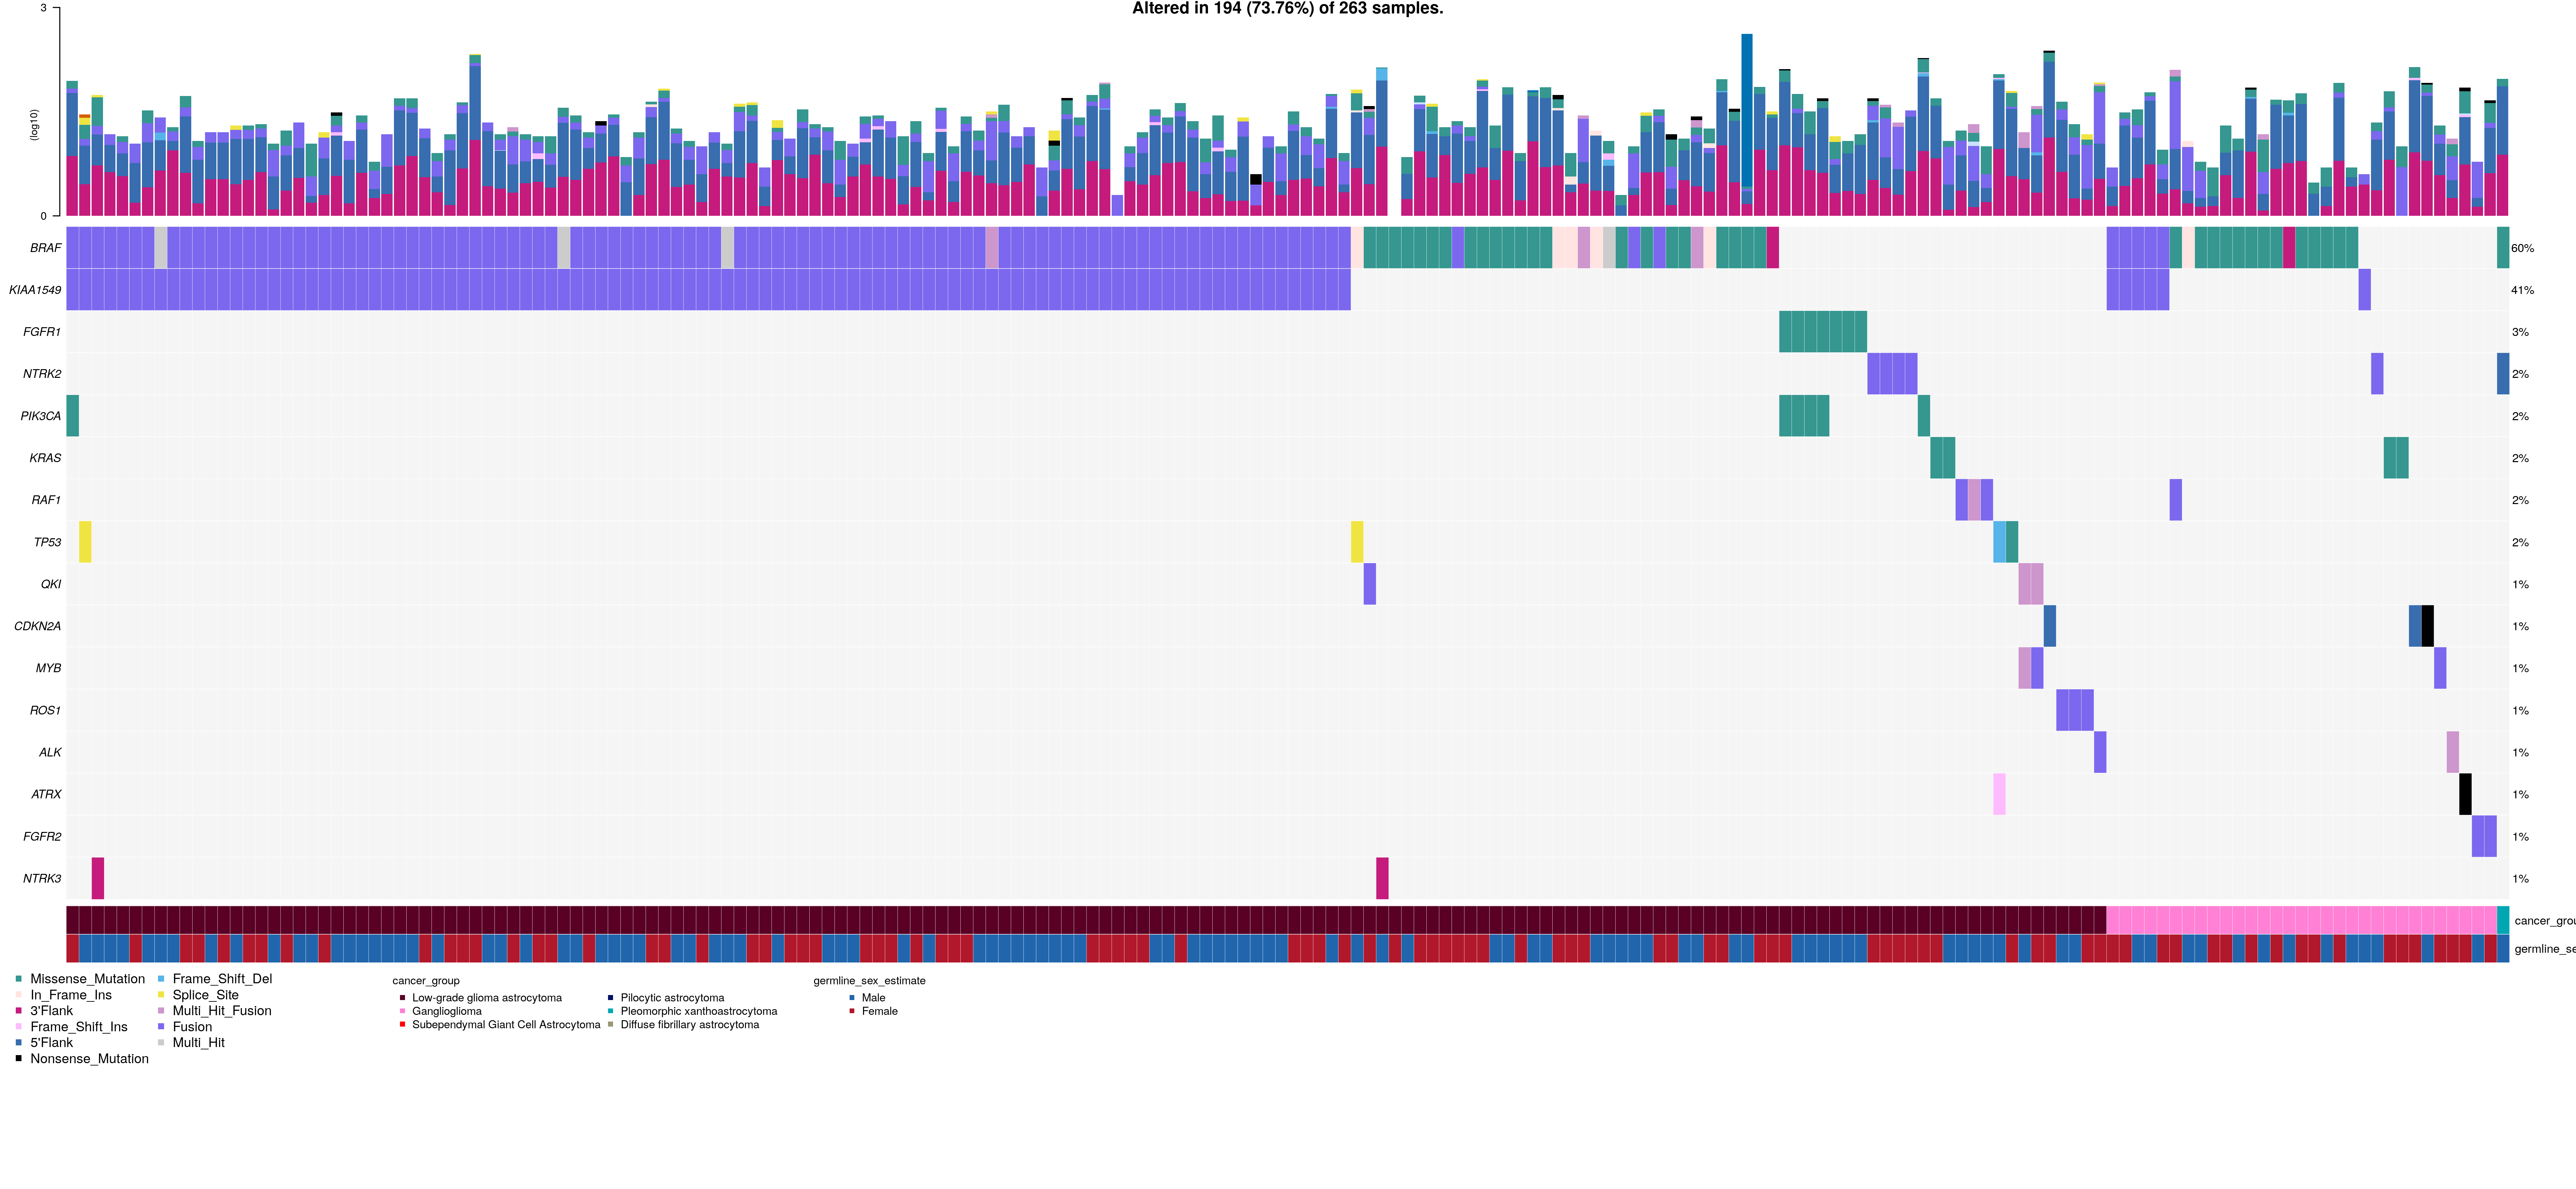 Altered in 194 (73.76%) of 263 samples.
3
(log10)
0
BRAF 60%
KIAA1549 41%
FGFR1 3%
NTRK2 2%
PIK3CA 2%
KRAS 2%
RAF1 2%
TP53 2%
QKI 1%
CDKN2A 1%
MYB 1%
ROS1 1%
ALK 1%
ATRX 1%
FGFR2 1%
NTRK3 1%
cancer_grou
germline_se
Missense_Mutation
In_Frame_Ins
3'Flank
Frame_Shift_Ins
5'Flank
Nonsense_Mutation
Frame_Shift_Del
Splice_Site
Multi_Hit_Fusion
Fusion
Multi_Hit
cancer_group
Low-grade glioma astrocytoma
Ganglioglioma
Subependymal Giant Cell Astrocytoma
Pilocytic astrocytoma
Pleomorphic xanthoastrocytoma
Diffuse fibrillary astrocytoma
germline_sex_estimate
Male
Female